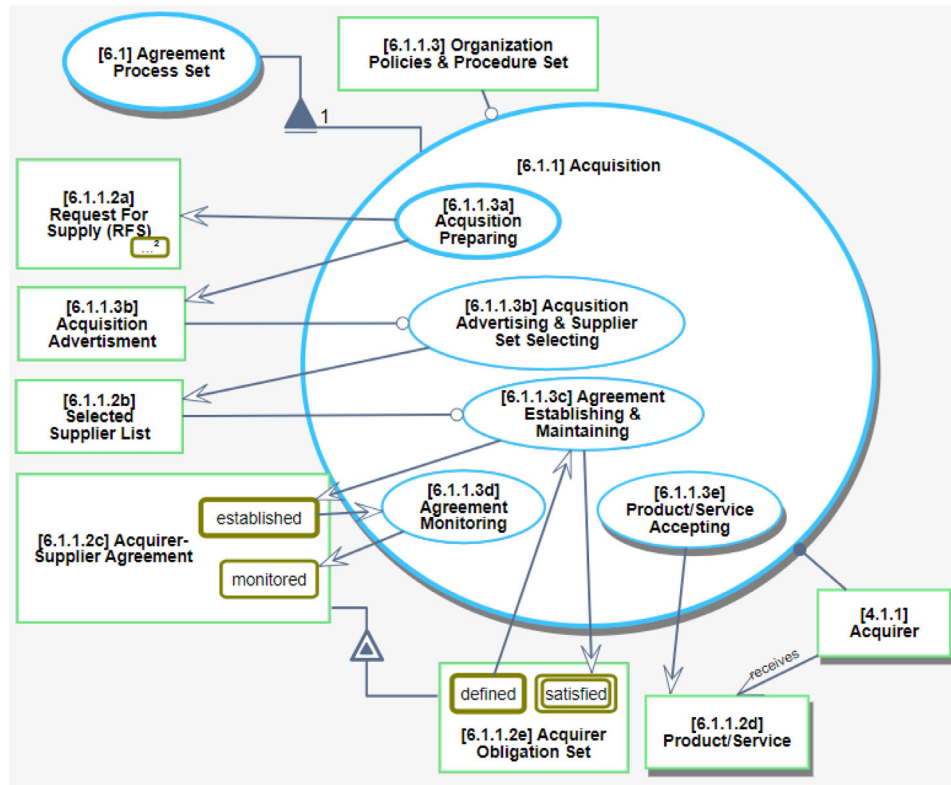 [6.1] Agreement
Process Set
[6.1.1.3] Organization
Policies & Procedure Set
1
[6.1.1] Acquisition
[6.1.1.2a]
Request For
Supply (RFS)
...²
[6.1.1.3a]
Acqusition
Preparing
[6.1.1.3b]
Acquisition
Advertisment
[6.1.1.3b] Acqusition
Advertising & Supplier
Set Selecting
[6.1.1.2b]
Selected
Supplier List
[6.1.1.3c] Agreement
Establishing &
Maintaining
[6.1.1.2c] Acquirer-
Supplier Agreement
established
monitored
[6.1.1.3d]
Agreement
Monitoring
[6.1.1.3e]
Product/Service
Accepting
[4.1.1]
Acquirer
receives
defined
satisfied
[6.1.1.2e] Acquirer
Obligation Set
[6.1.1.2d]
Product/Service